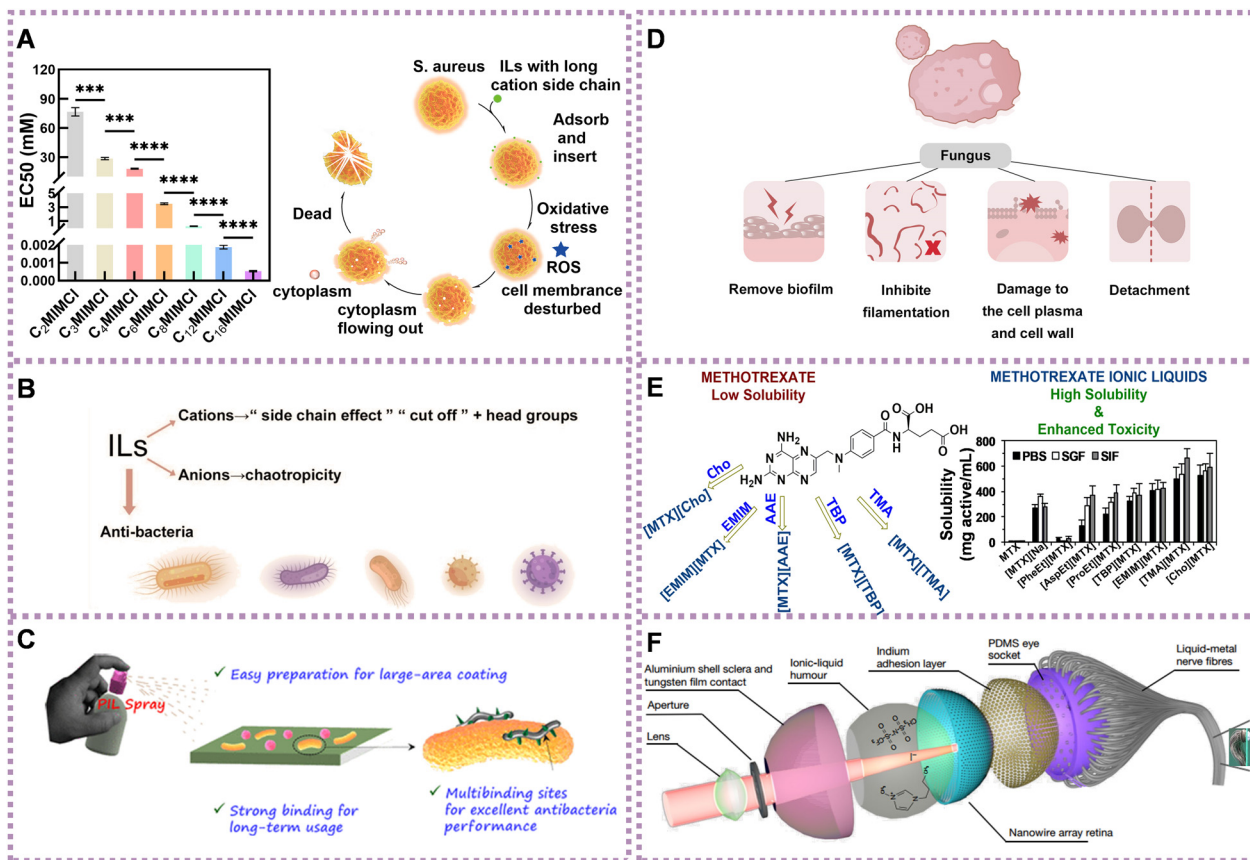 A
EC50 (mM)
120
90
60
30
5
3
1
0.002
0.001
0.000
***
***
****
****
****
****
C2MIMCl
C3MIMCl
C4MIMCl
C6MIMCl
C8MIMCl
C12MIMCl
C16MIMCl
S. aureus
ILs with long
cation side chain
Adsorb
and
insert
Oxidative
stress
ROS
cell membrane
desturbed
cytoplasm
flowing out
cytoplasm
Dead
B
ILs
Cations→“ side chain effect ” “ cut off ” + head groups
Anions→chaotropicity
Anti-bacteria
C
PIL Spray
✓ Easy preparation for large-area coating
✓ Strong binding for
long-term usage
✓ Multibinding sites
for excellent antibacteria
performance
D
Fungus
Remove biofilm
Inhibite
filamentation
Damage to
the cell plasma
and cell wall
Detachment
E
METHOTREXATE
Low Solubility
METHOTREXATE IONIC LIQUIDS
High Solubility
&
Enhanced Toxicity
NH2
N
N
H2N
N
N
N
O
N
H
O
OH
OH
O
Cho
EMIM
AAE
TBP
TMA
[MTX][Cho]
[EMIM][MTX]
[MTX][AAE]
[MTX][TBP]
[MTX][TMA]
Solubility
(mg active/mL)
800
600
400
200
0
PBS SGF SIF
MTX
[MTX][Na]
[PheEt][MTX]
[AspEt][MTX]
[ProEt][MTX]
[TBP][MTX]
[EMIM][MTX]
[TMA][MTX]
[Cho][MTX]
F
Aluminium shell sclera and
tungsten film contact
Aperture
Lens
Ionic-liquid
humour
Indium
adhesion layer
PDMS eye
socket
Liquid-metal
nerve fibres
Nanowire array retina